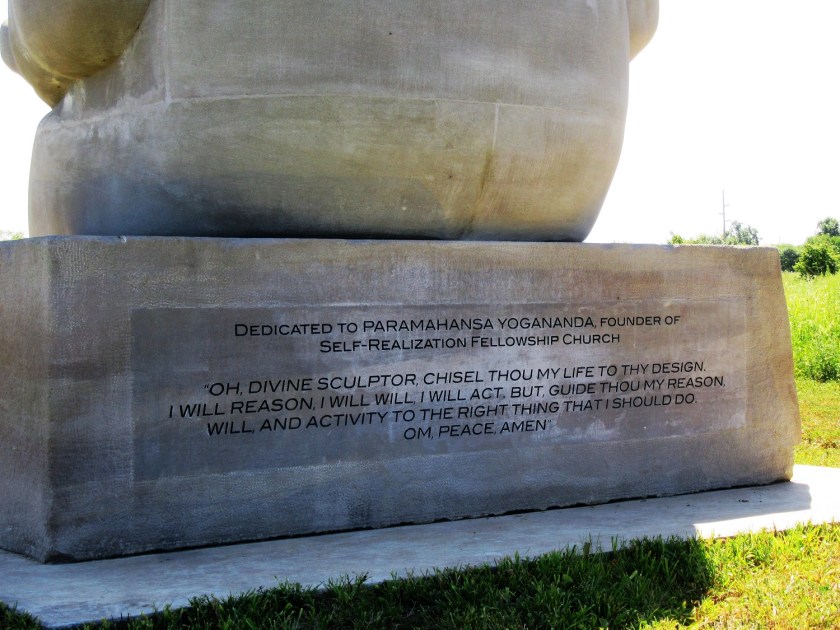 DEDICATED TO PARAMAHANSA YOGANANDA, FOUNDER OF
SELF-REALIZATION FELLOWSHIP CHURCH
"OH, DIVINE SCULPTOR, CHISEL THOU MY LIFE TO THY DESIGN.
I WILL REASON, I WILL WILL, I WILL ACT. BUT, GUIDE THOU MY REASON,
WILL, AND ACTIVITY TO THE RIGHT THING THAT I SHOULD DO.
OM, PEACE, AMEN"